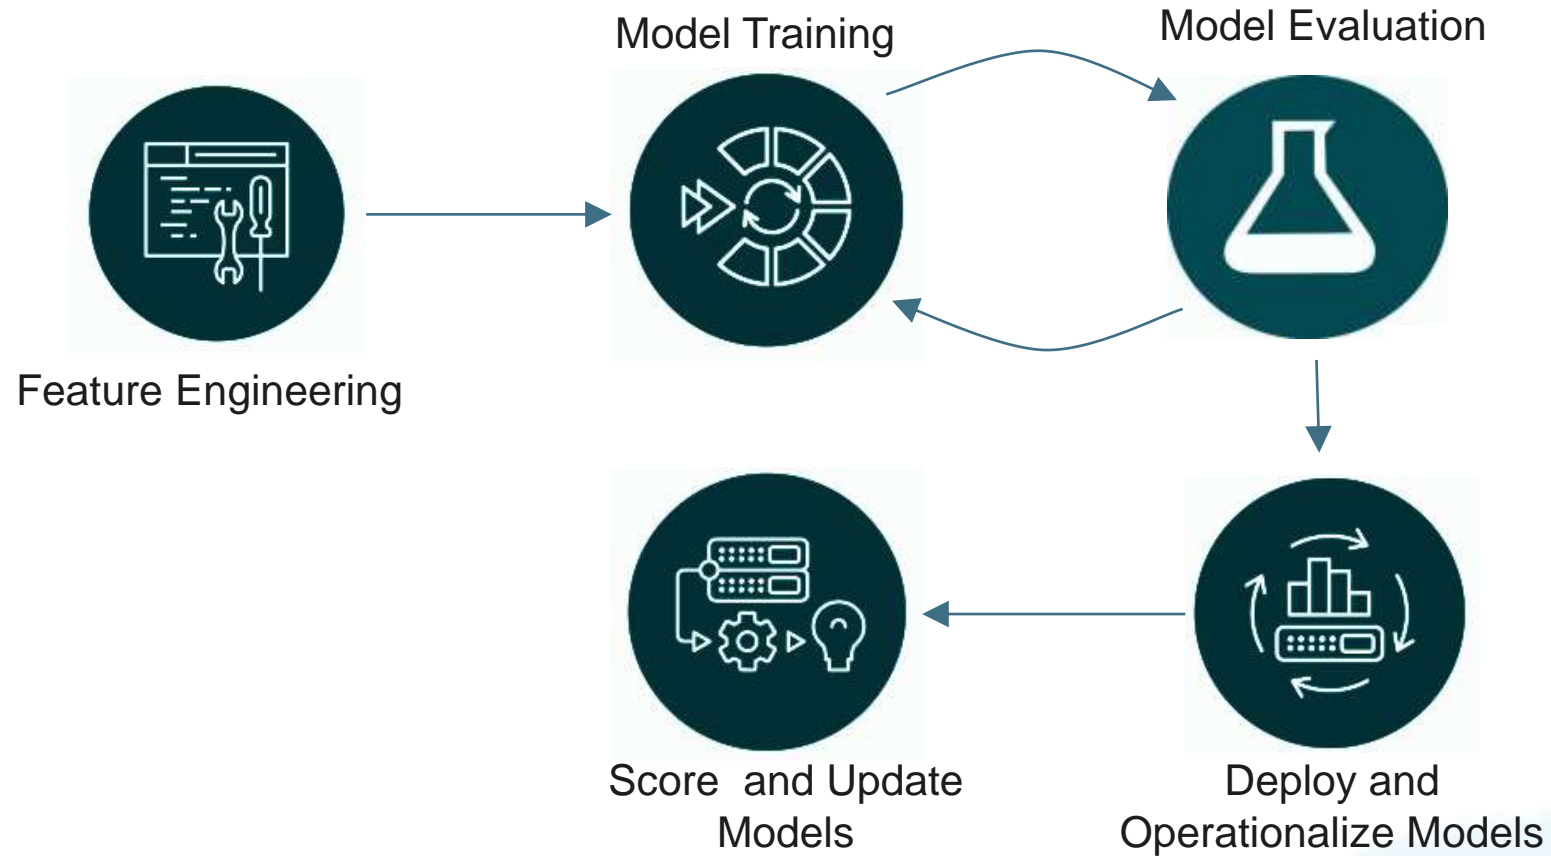 Model Training
Model Evaluation
Feature Engineering
Score and Update
Models
Deploy and
Operationalize Models